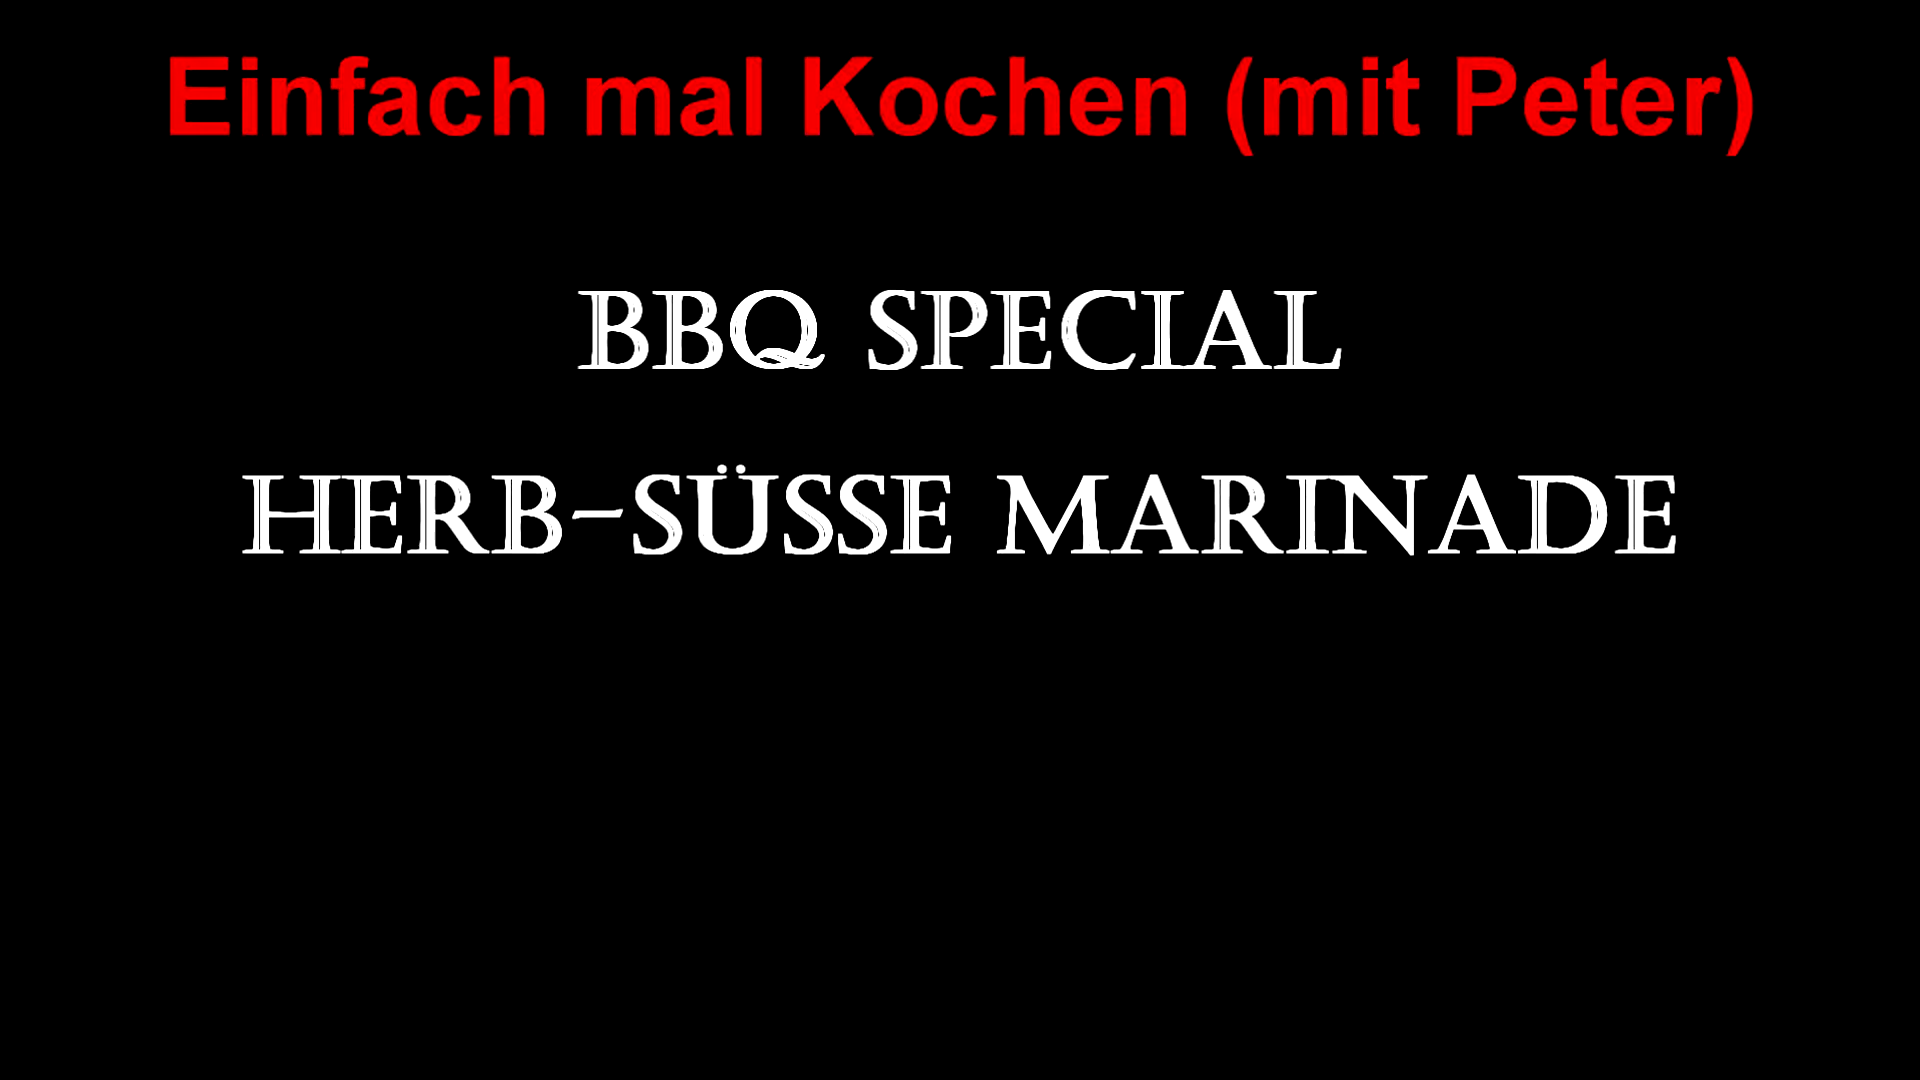 Einfach mal Kochen (mit Peter)
BBQ SPECIAL
HERB-SÜSSE MARINADE